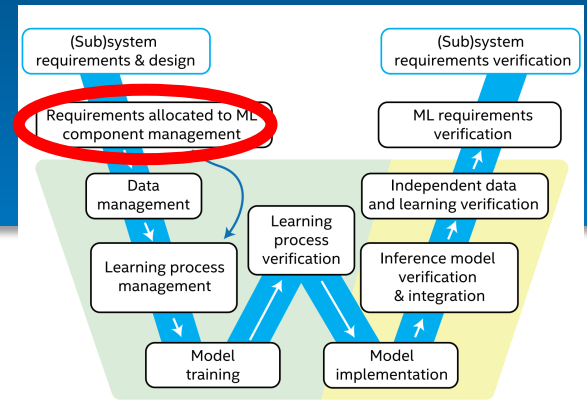 (Sub)system
requirements & design
(Sub)system
requirements verification
Requirements allocated to ML
component management
ML requirements
verification
Data
management
Independent data
and learning verification
Learning
process
verification
Learning process
management
Inference model
verification
& integration
Model
training
Model
implementation